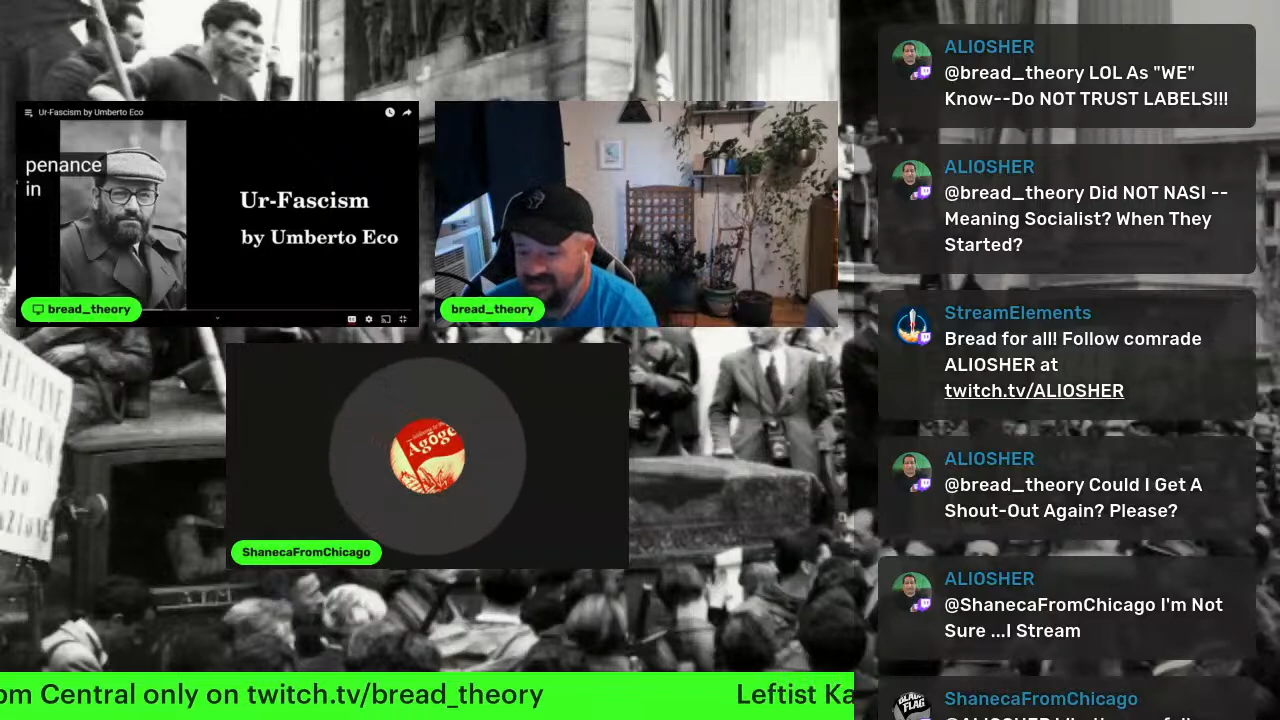 Ur-Fascism by Umberto Eco
penance
in
Ur-Fascism
by Umberto Eco
bread_theory
bread_theory
Agōge
ShanecaFromChicago
om Central only on twitch.tv/bread_theory
Leftist Ka
ALIOSHER
@bread_theory LOL As "WE"
Know--Do NOT TRUST LABELS!!!
ALIOSHER
@bread_theory Did NOT NASI --
Meaning Socialist? When They
Started?
StreamElements
Bread for all! Follow comrade
ALIOSHER at
twitch.tv/ALIOSHER
ALIOSHER
@bread_theory Could I Get A
Shout-Out Again? Please?
ALIOSHER
@ShanecaFromChicago I'm Not
Sure ...I Stream
ShanecaFromChicago